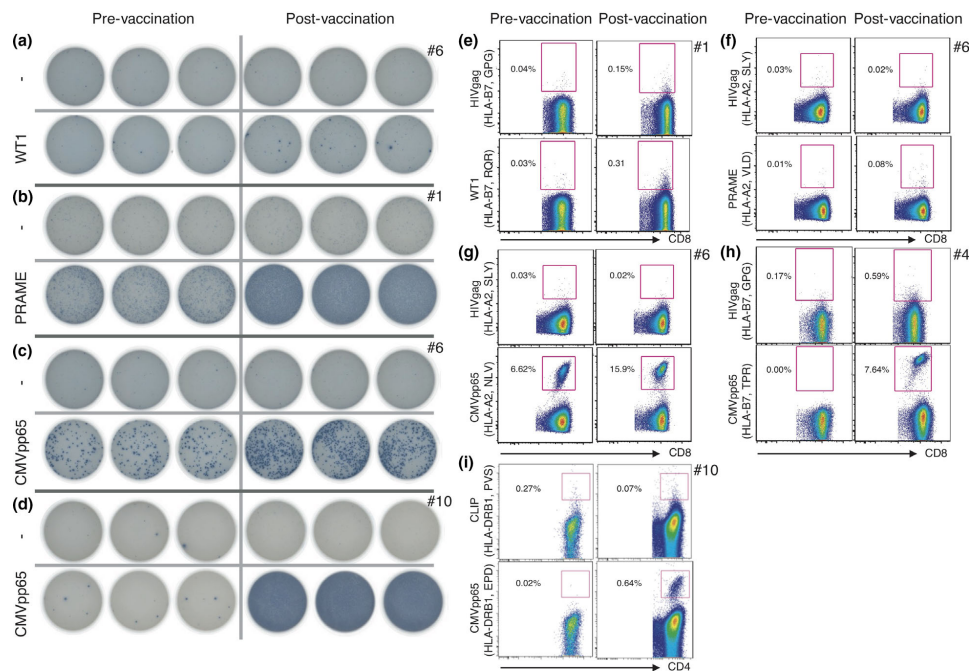 Pre-vaccination Post-vaccination
(a) #6
-
WT1
(b) #1
-
PRAME
(c) #6
-
CMVpp65
(d) #10
-
CMVpp65
Pre-vaccination Post-vaccination
(e) #1
HIVgag
(HLA-B7, GPG)
0.04% 0.15%
WT1
(HLA-B7, RQR)
0.03% 0.31
CD8
Pre-vaccination Post-vaccination
(f) #6
HIVgag
(HLA-A2, SLY)
0.03% 0.02%
PRAME
(HLA-A2, VLD)
0.01% 0.08%
CD8
(g) #6
HIVgag
(HLA-A2, SLY)
0.03% 0.02%
CMVpp65
(HLA-A2, NLV)
6.62% 15.9%
CD8
(h) #4
HIVgag
(HLA-B7, GPG)
0.17% 0.59%
CMVpp65
(HLA-B7, TPR)
0.00% 7.64%
CD8
(i) #10
CLIP
(HLA-DRB1, PVS)
0.27% 0.07%
CMVpp65
(HLA-DRB1, EPD)
0.02% 0.64%
CD4